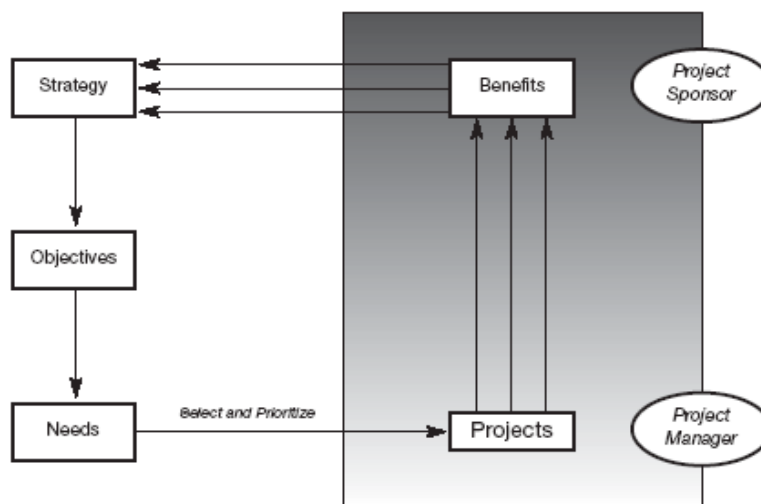 Strategy
Benefits
Project
Sponsor
Objectives
Needs
Select and Prioritize
Projects
Project
Manager